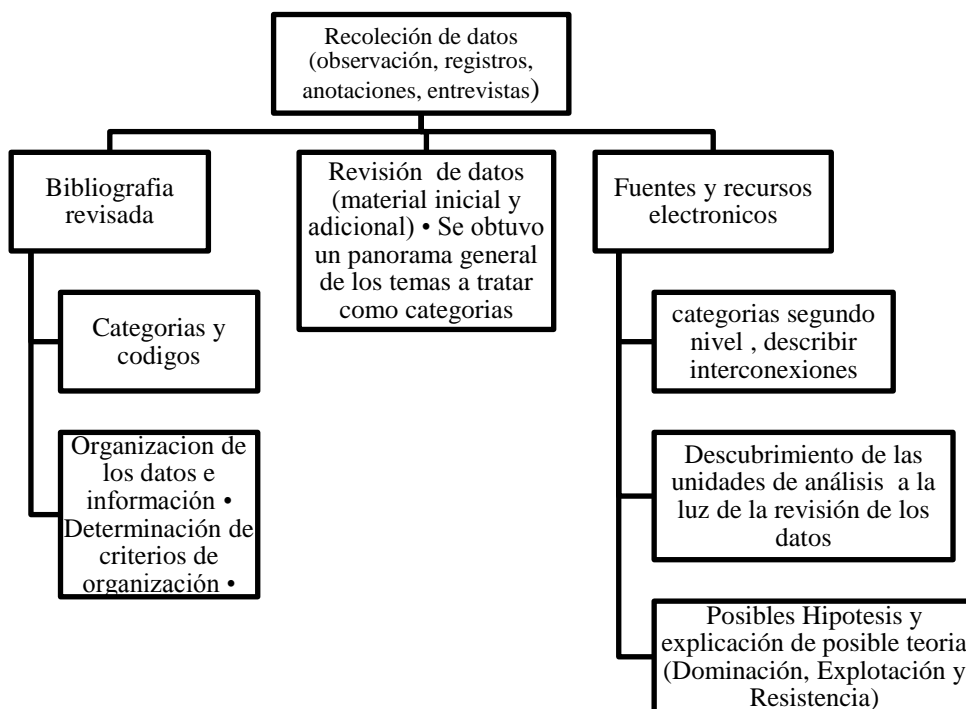 Recoleción de datos
(observación, registros,
anotaciones, entrevistas)
Bibliografia
revisada
Categorias y
codigos
Organizacion de
los datos e
información •
Determinación de
criterios de
organización •
Revisión de datos
(material inicial y
adicional) • Se obtuvo
un panorama general
de los temas a tratar
como categorias
Fuentes y recursos
electronicos
categorias segundo
nivel , describir
interconexiones
Descubrimiento de las
unidades de análisis a la
luz de la revisión de los
datos
Posibles Hipotesis y
explicación de posible teoria
(Dominación, Explotación y
Resistencia)